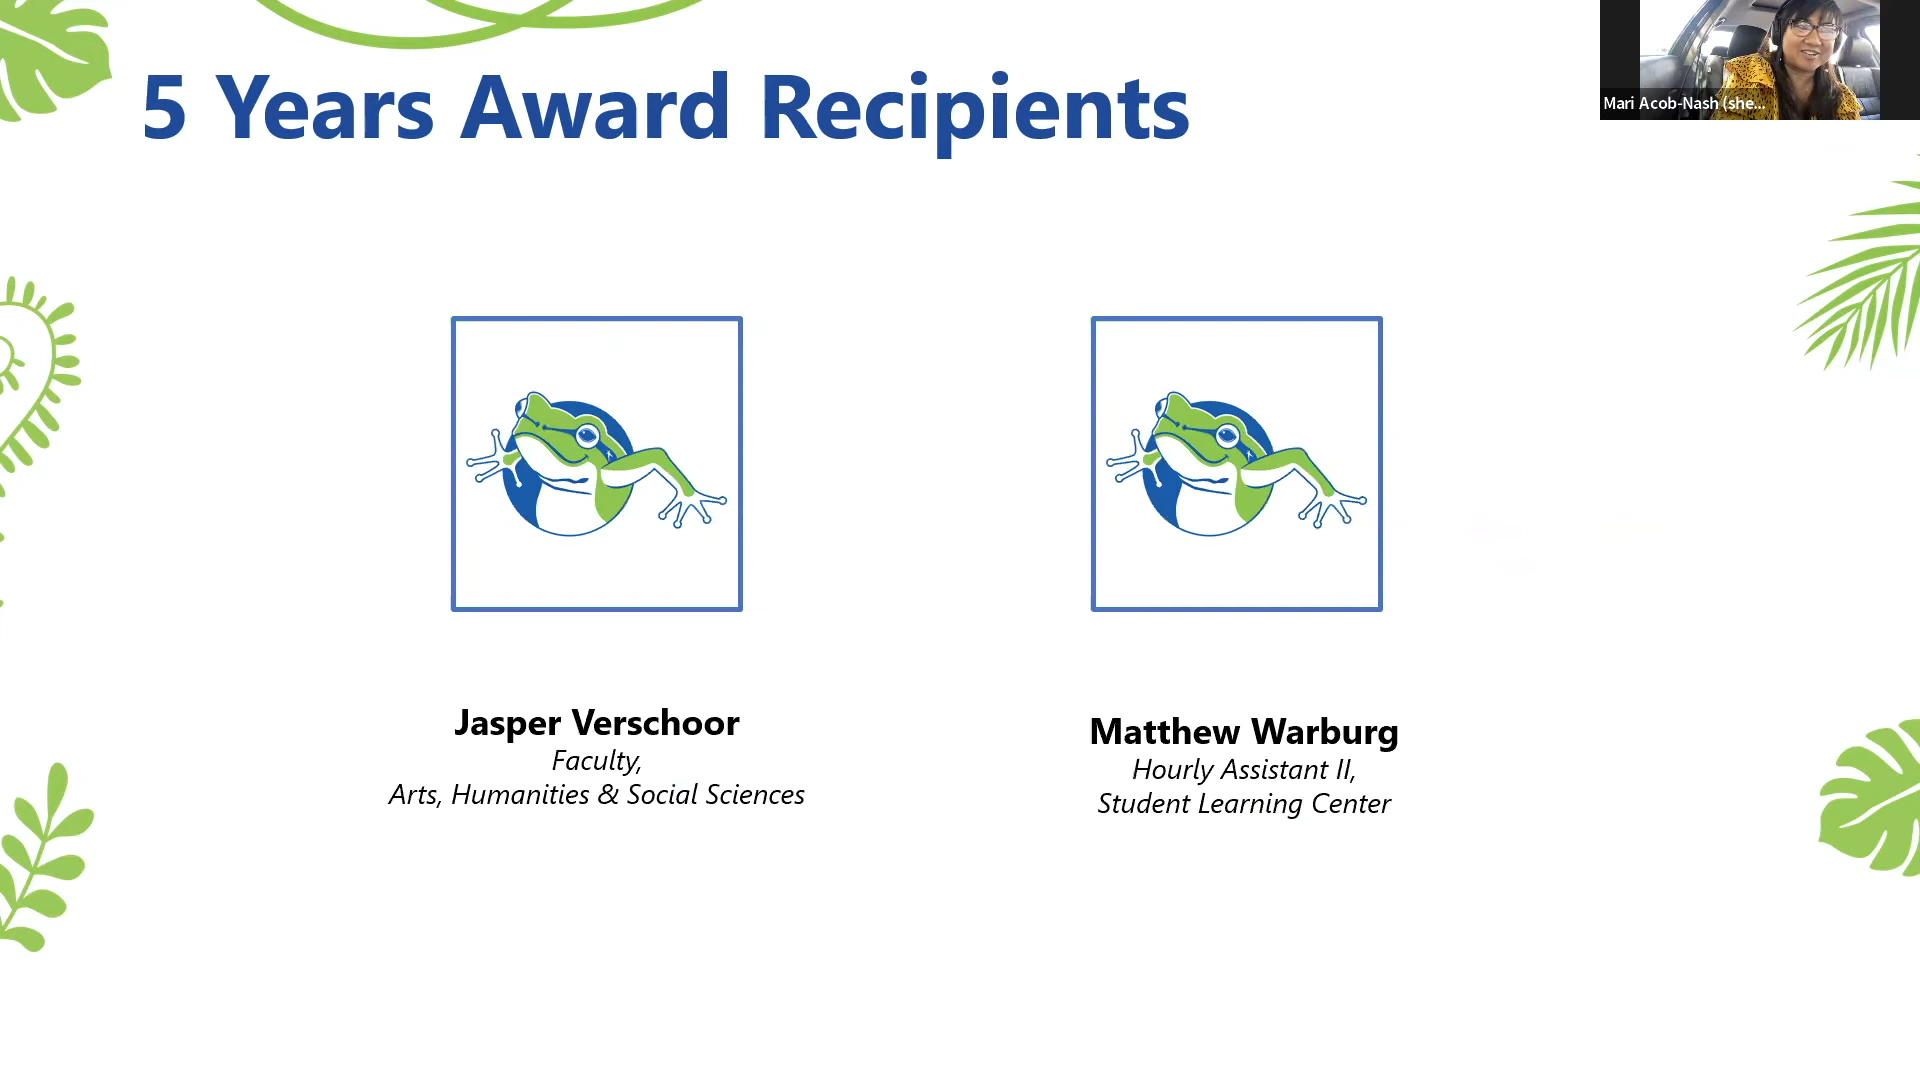 5 Years Award Recipients
Mari Acob-Nash (she...
Jasper Verschoor
Faculty,
Arts, Humanities & Social Sciences
Matthew Warburg
Hourly Assistant II,
Student Learning Center